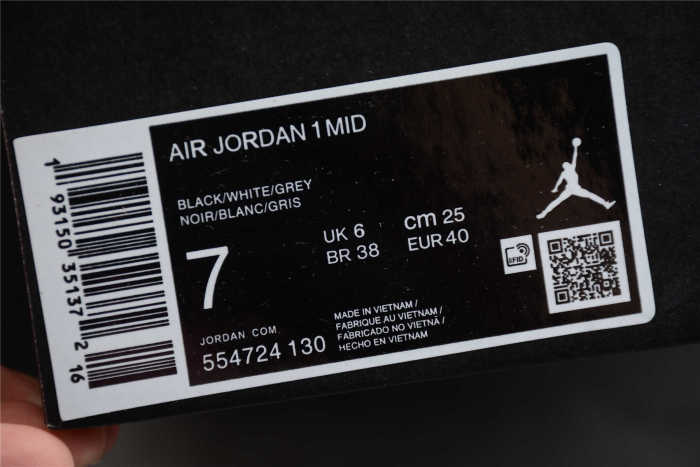 AIR JORDAN 1 MID
BLACK/WHITE/GREY
NOIR/BLANC/GRIS
7
UK 6
BR 38
cm 25
EUR 40
JORDAN.COM
554724 130
MADE IN VIETNAM /
FABRIQUE AU VIETNAM /
FABRICADO NO VIETNÃ /
HECHO EN VIETNAM
RFID
1 93150 35137 2 16